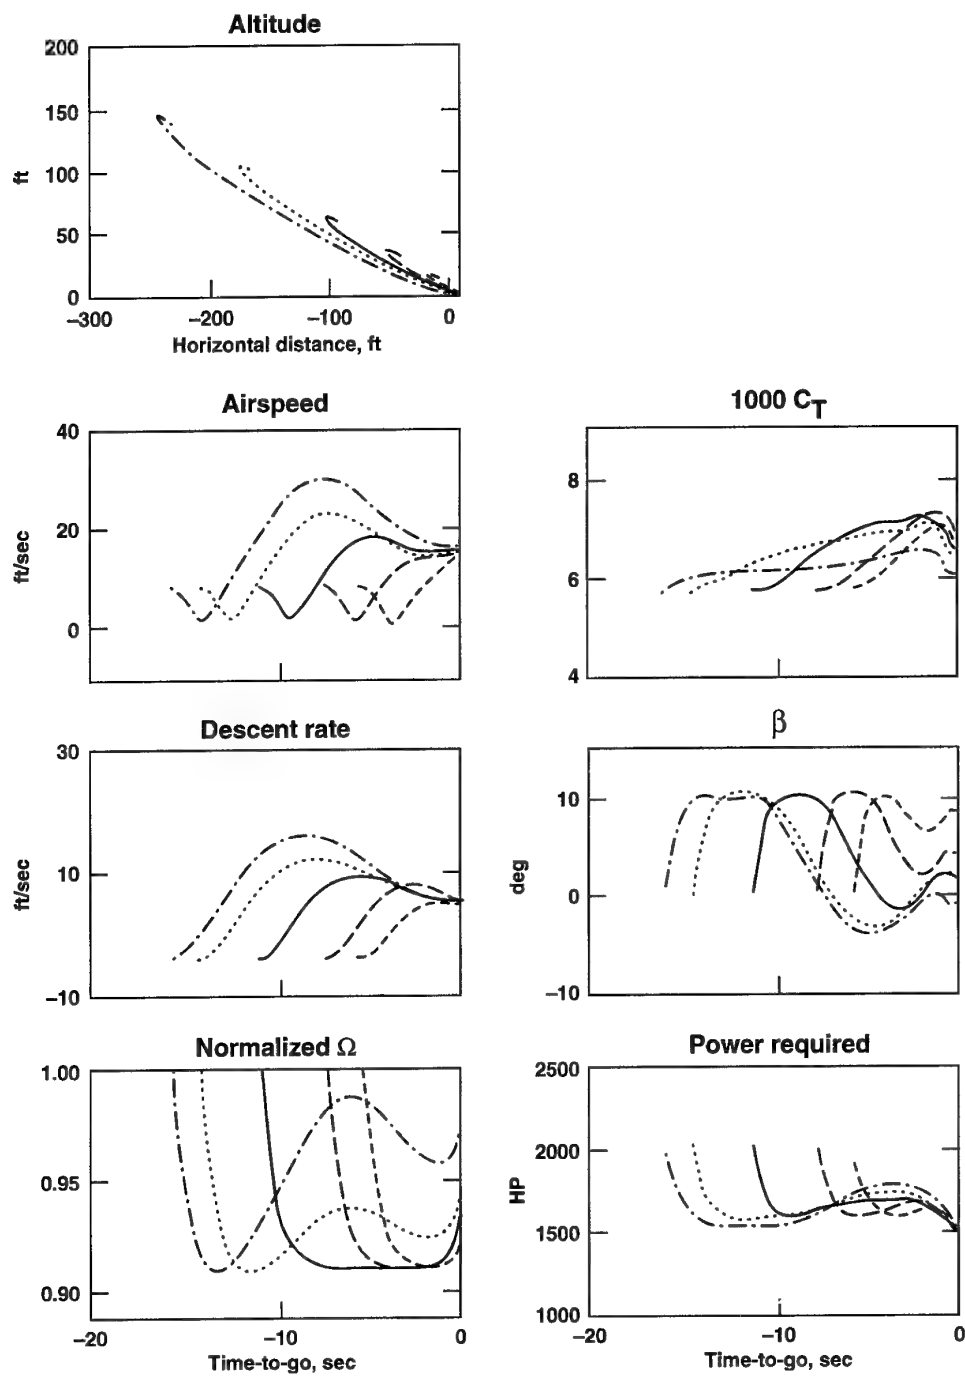 Altitude
200
150
100
50
0
ft
–300
–200
–100
0
Horizontal distance, ft
Airspeed
40
20
0
ft/sec
1000 C_T
8
6
4
Descent rate
30
10
–10
ft/sec
β
10
0
–10
deg
Normalized Ω
1.00
0.95
0.90
–20
–10
0
Time-to-go, sec
Power required
2500
2000
1500
1000
HP
–20
–10
0
Time-to-go, sec